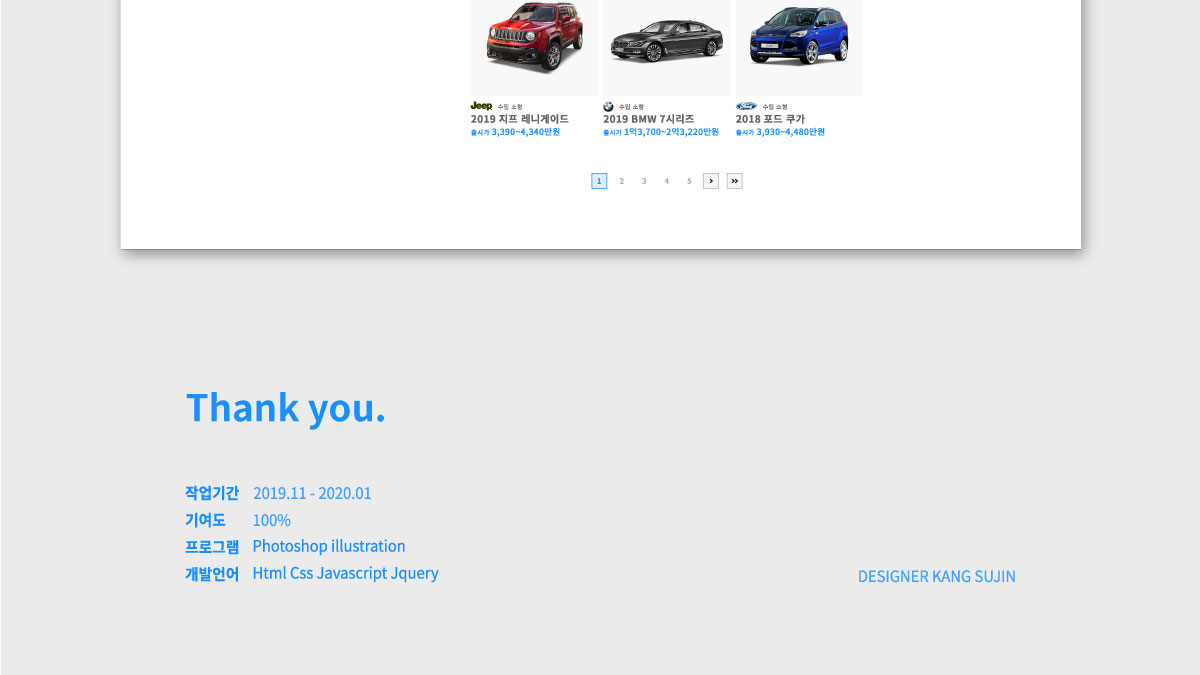 Jeep 수입 소형
2019 지프 레니게이드
출시가 3,390~4,340만원
수입 소형
2019 BMW 7시리즈
출시가 1억3,700~2억3,220만원
Ford 수입 소형
2018 포드 쿠가
출시가 3,930~4,480만원
1 2 3 4 5 › »
Thank you.
작업기간 2019.11 - 2020.01
기여도 100%
프로그램 Photoshop illustration
개발언어 Html Css Javascript Jquery
DESIGNER KANG SUJIN